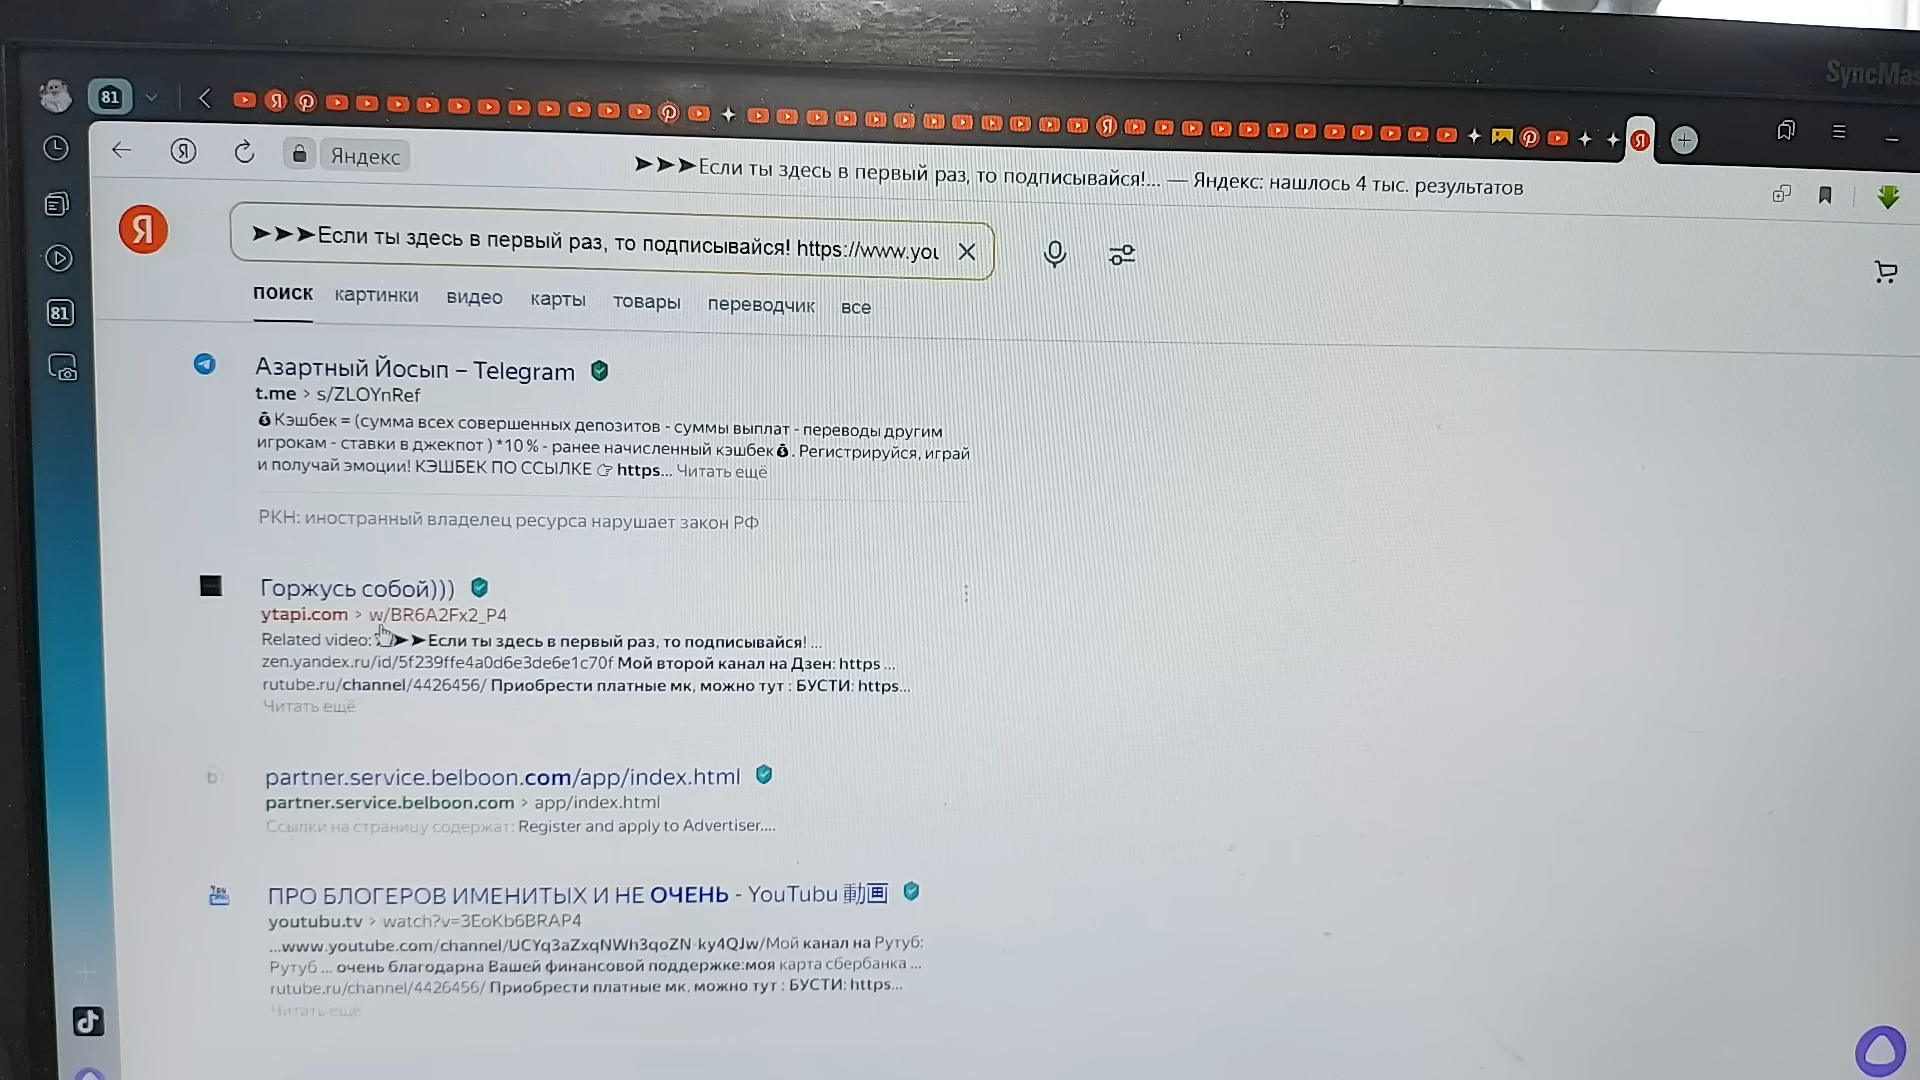 SyncMas
81
Яндекс
➤➤➤Если ты здесь в первый раз, то подписывайся!... — Яндекс: нашлось 4 тыс. результатов
Я
➤➤➤Если ты здесь в первый раз, то подписывайся! https://www.you
поиск картинки видео карты товары переводчик все
81
Азартный Йосып – Telegram
t.me > s/ZLOYnRef
💰Кэшбек = (сумма всех совершенных депозитов - суммы выплат - переводы другим
игрокам - ставки в джекпот ) *10 % - ранее начисленный кэшбек💰. Регистрируйся, играй
и получай эмоции! КЭШБЕК ПО ССЫЛКЕ 👉 https... Читать ещё
РКН: иностранный владелец ресурса нарушает закон РФ
Горжусь собой)))
ytapi.com > w/BR6A2Fx2_P4
Related video: ➤➤Если ты здесь в первый раз, то подписывайся! ...
zen.yandex.ru/id/5f239ffe4a0d6e3de6e1c70f Мой второй канал на Дзен: https ...
rutube.ru/channel/4426456/ Приобрести платные мк, можно тут : БУСТИ: https...
Читать ещё
partner.service.belboon.com/app/index.html
partner.service.belboon.com > app/index.html
Ссылки на страницу содержат: Register and apply to Advertiser....
ПРО БЛОГЕРОВ ИМЕНИТЫХ И НЕ ОЧЕНЬ - YouTubu 動画
youtubu.tv > watch?v=3EoKb6BRAP4
...www.youtube.com/channel/UCYq3aZxqNWh3qoZN-ky4QJw/Мой канал на Рутуб:
Рутуб ... очень благодарна Вашей финансовой поддержке:моя карта сбербанка ...
rutube.ru/channel/4426456/ Приобрести платные мк, можно тут : БУСТИ: https...
Читать ещё